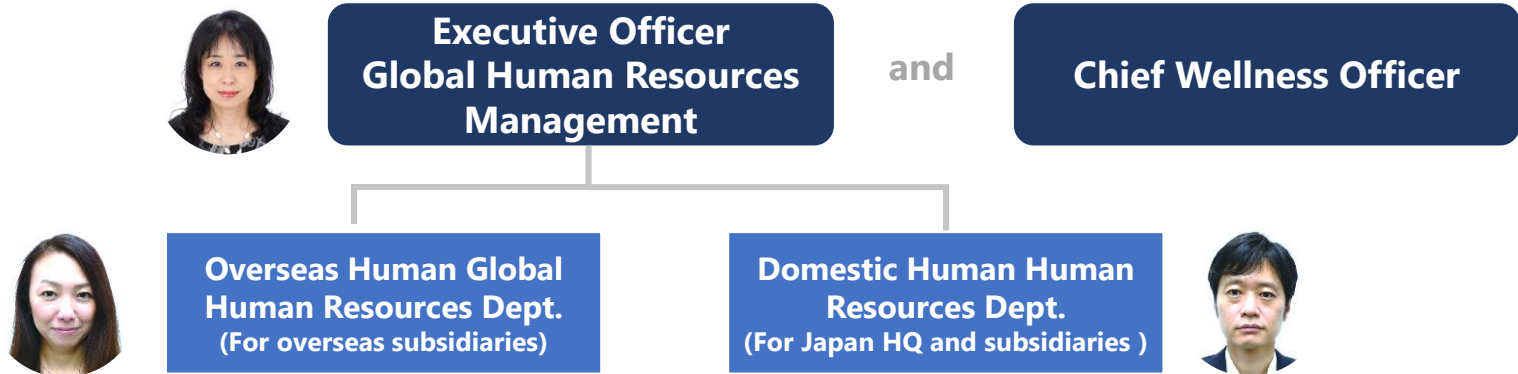 Executive Officer
Global Human Resources
Management
and
Chief Wellness Officer
Overseas Human Global
Human Resources Dept.
(For overseas subsidiaries)
Domestic Human Human
Resources Dept.
(For Japan HQ and subsidiaries )